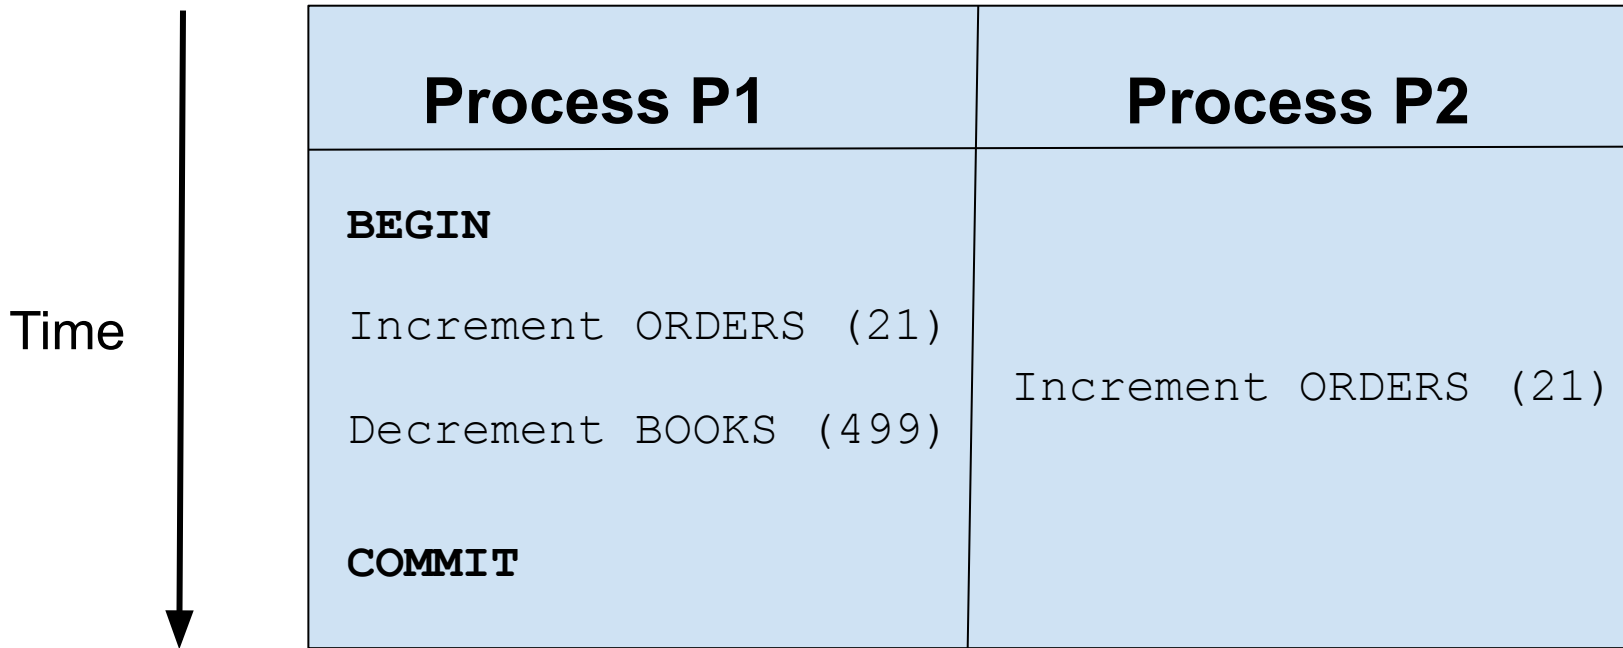 Time
Process P1
Process P2
BEGIN
Increment ORDERS (21)
Decrement BOOKS (499)
COMMIT
Increment ORDERS (21)